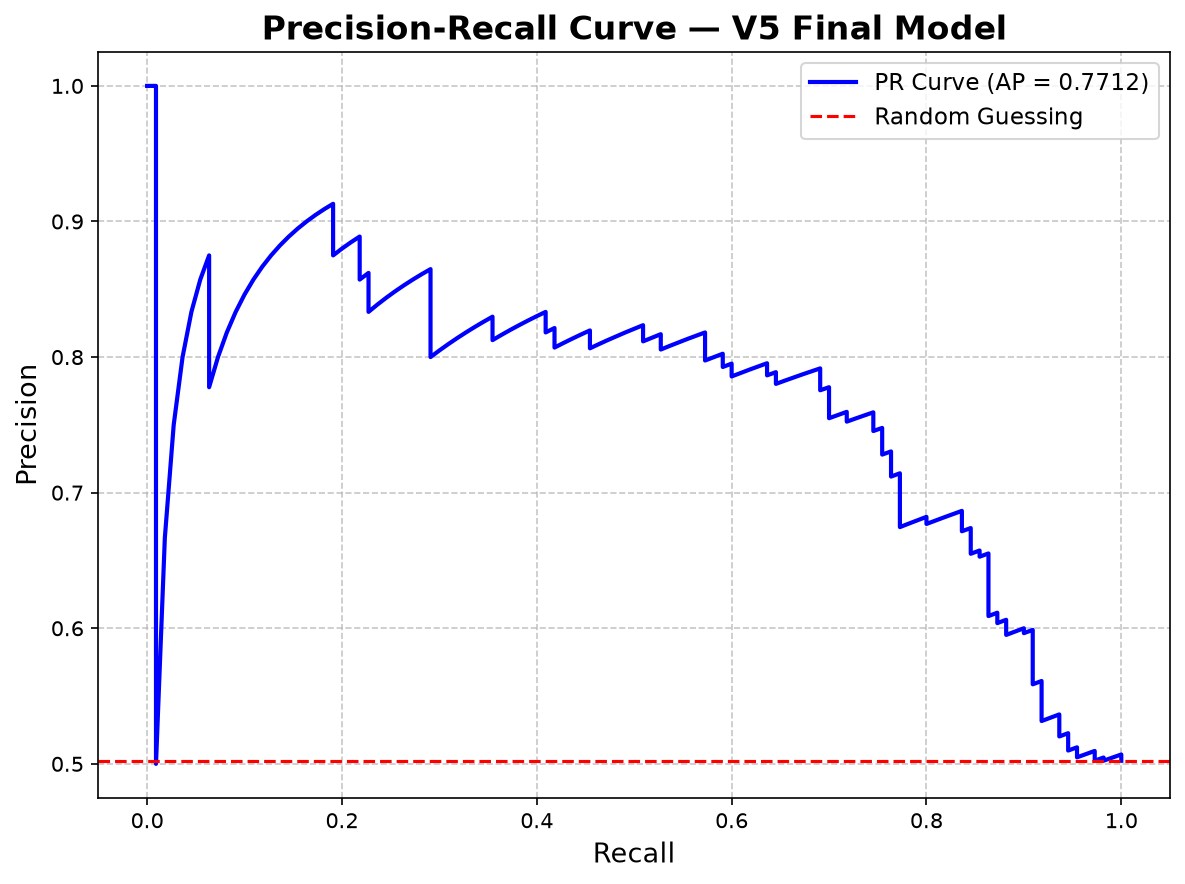 Precision-Recall Curve — V5 Final Model
PR Curve (AP = 0.7712)
Random Guessing
Precision
1.0
0.9
0.8
0.7
0.6
0.5
0.0 0.2 0.4 0.6 0.8 1.0
Recall